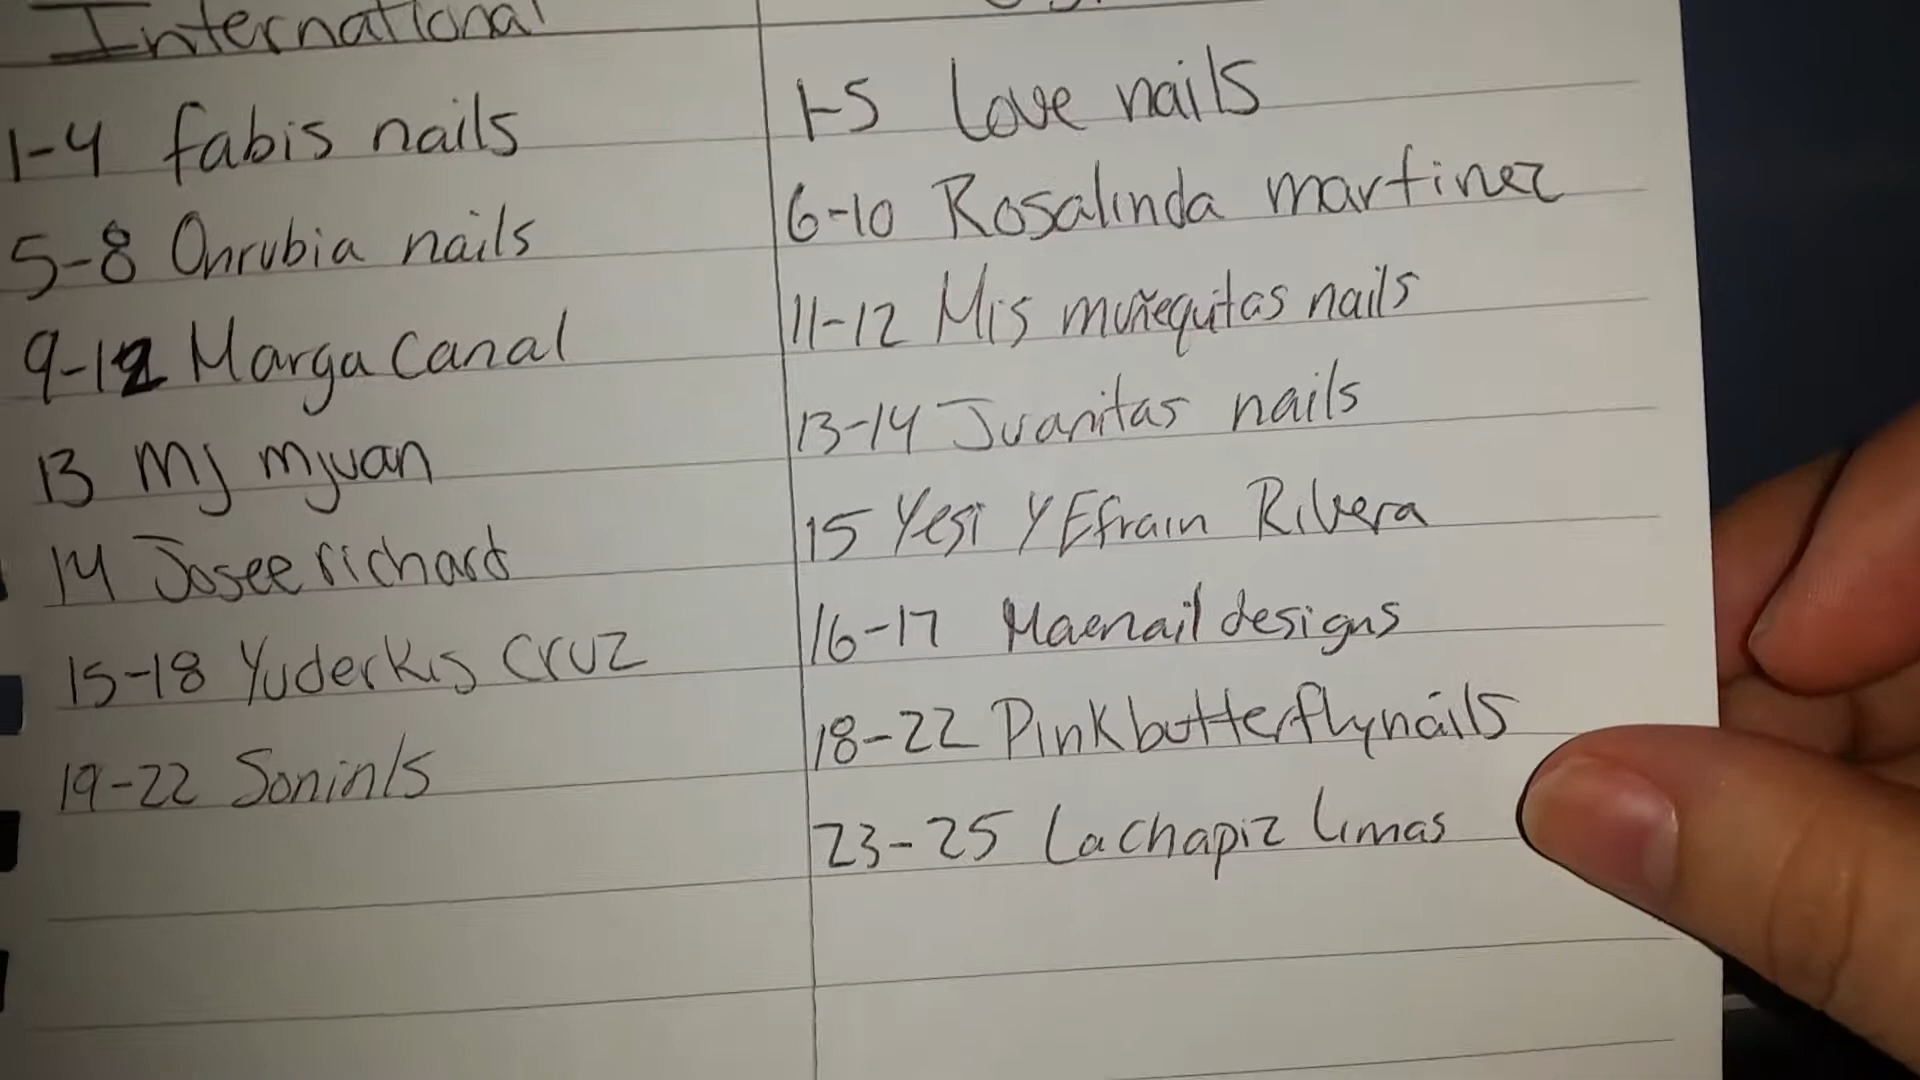 International
1-4 fabis nails
5-8 Onrubia nails
9-12 Marga Canal
13 mj mjuan
14 Josee richard
15-18 Yuderkis Cruz
19-22 Soninls
1-5 Love nails
6-10 Rosalinda martinez
11-12 Mis muñequitas nails
13-14 Juanitas nails
15 Yesi Y Efrain Rivera
16-17 Maenail designs
18-22 Pinkbutterflynails
23-25 Lachapiz limas